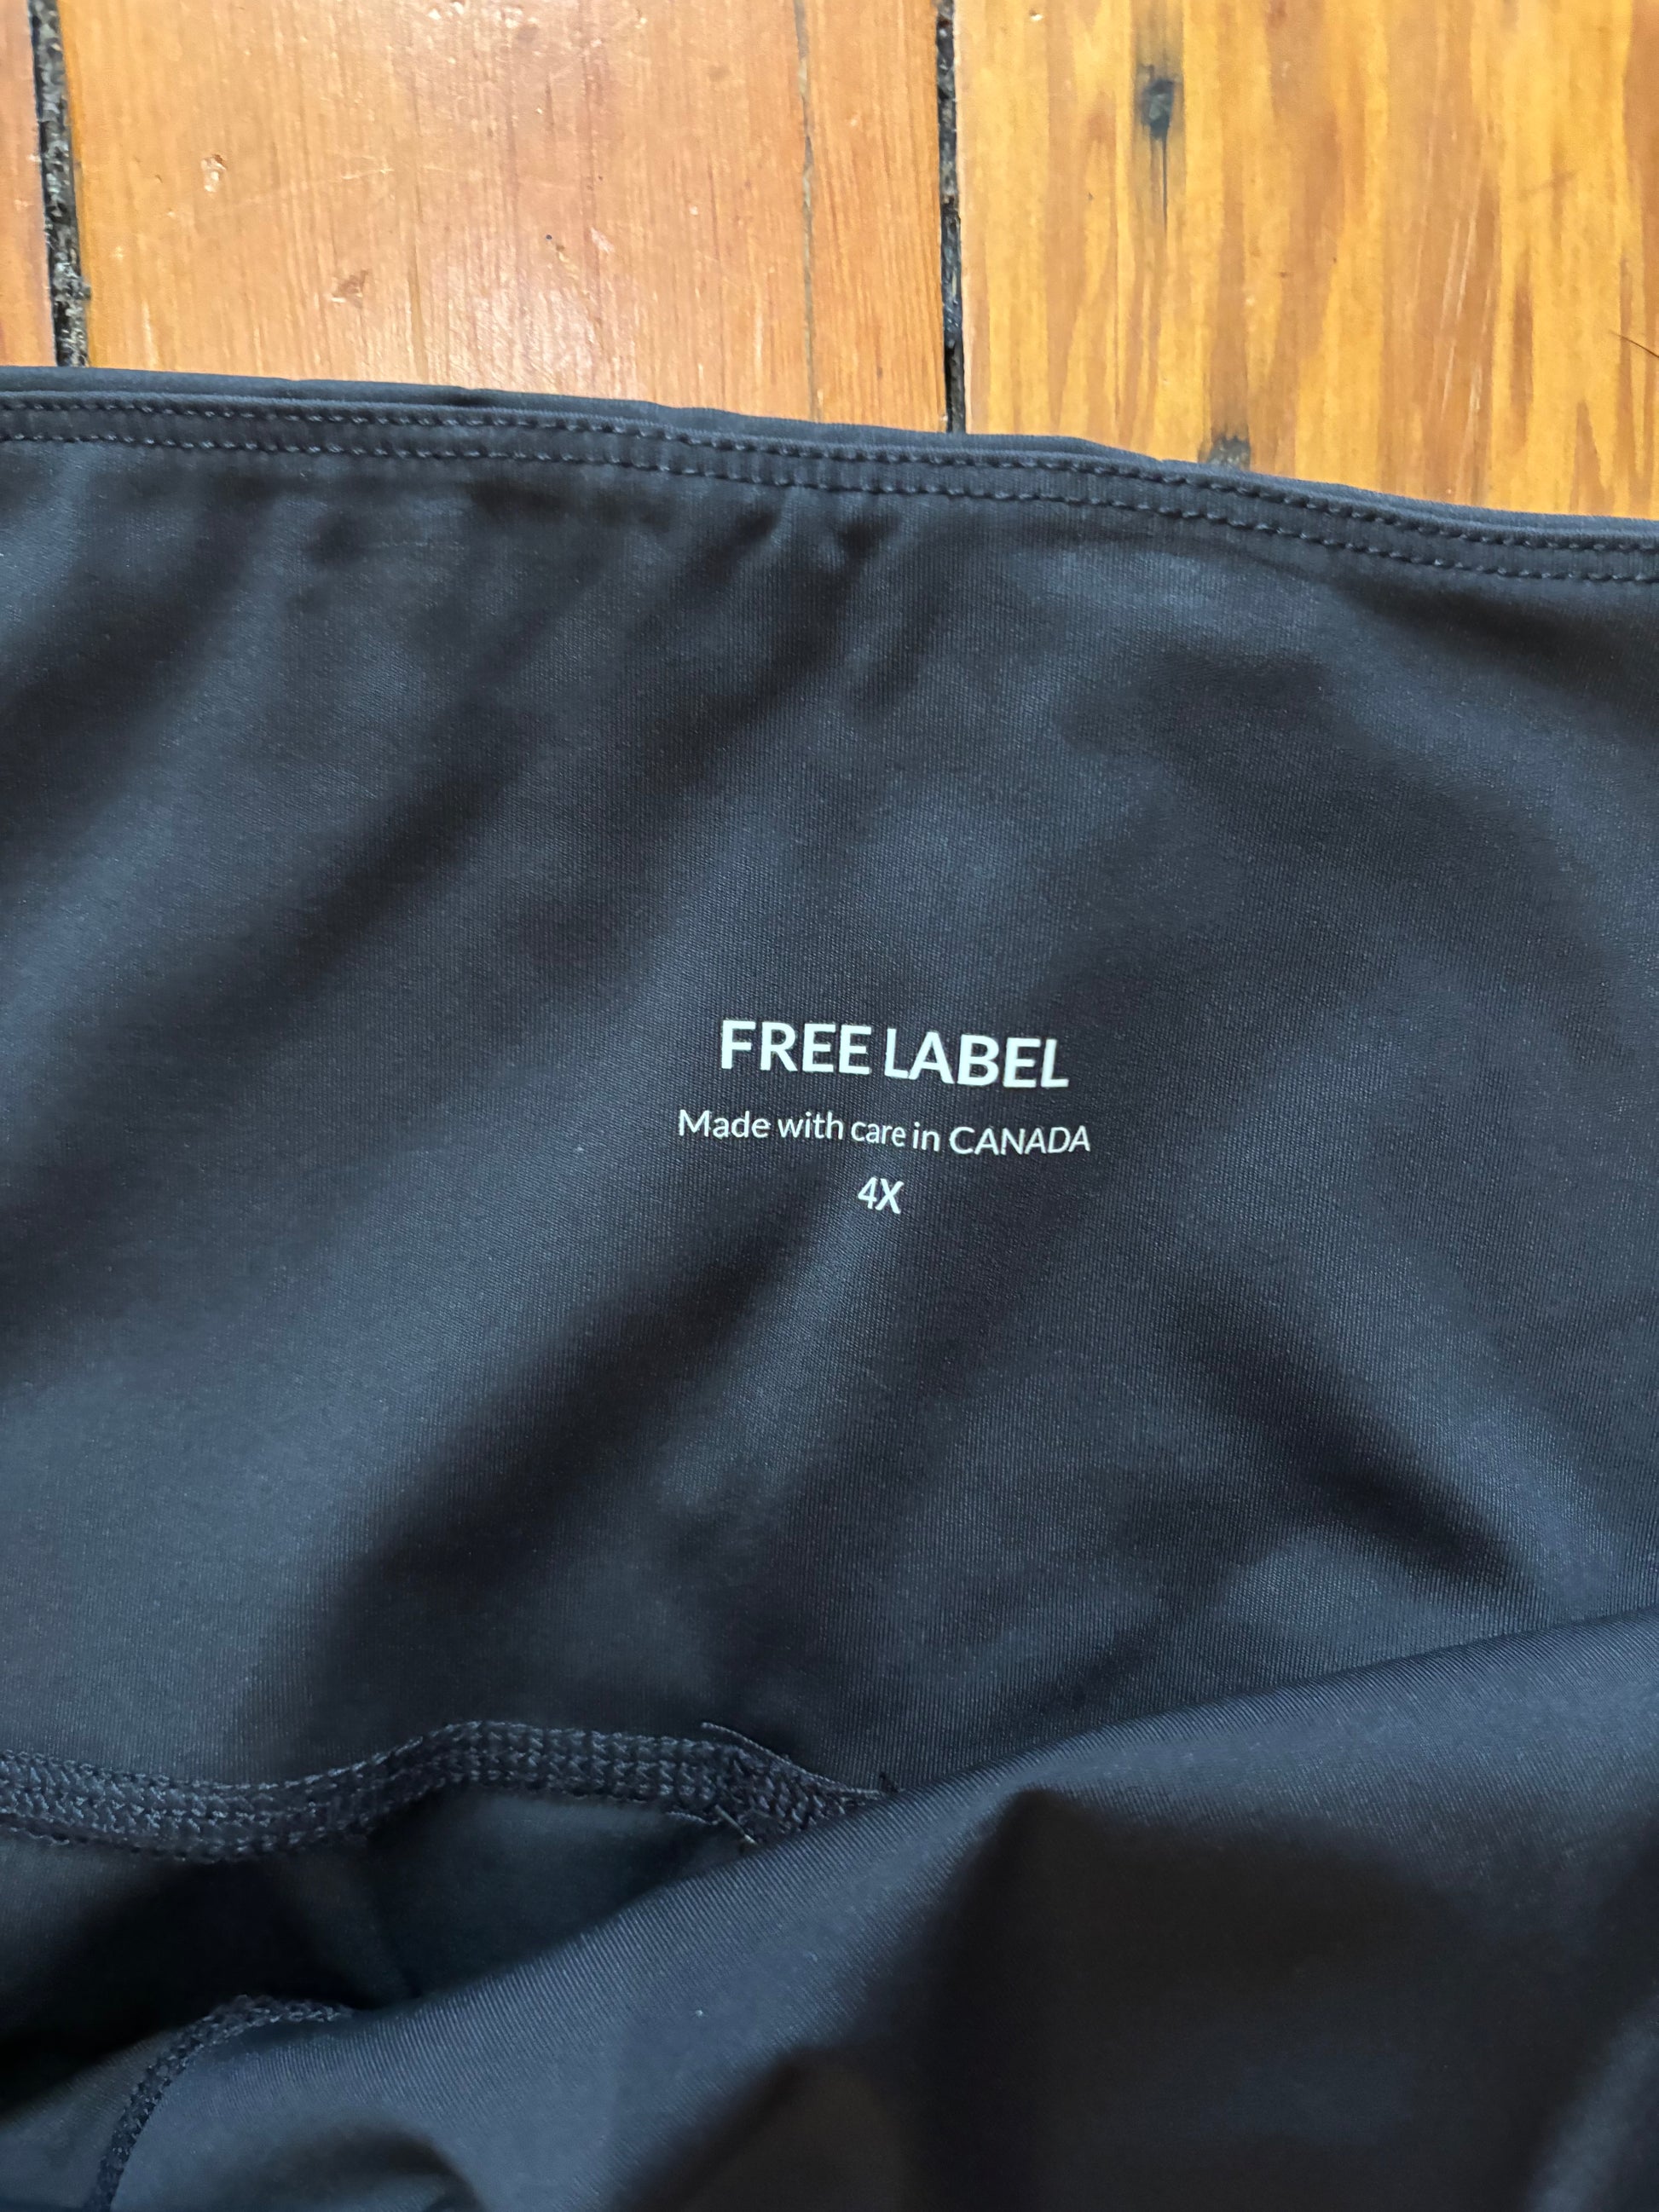 FREE LABEL
Made with care in CANADA
4X